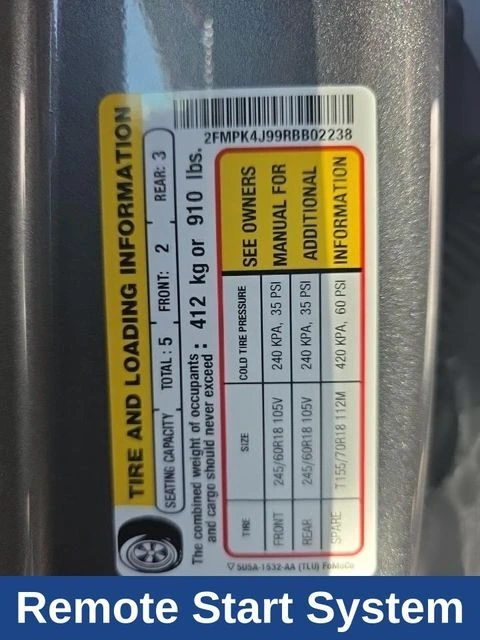 2FMPK4J99RBB02238
TIRE AND LOADING INFORMATION
SEATING CAPACITY TOTAL : 5 FRONT: 2 REAR: 3
The combined weight of occupants and cargo should never exceed : 412 kg or 910 lbs.
TIRE SIZE COLD TIRE PRESSURE SEE OWNERS
FRONT 245/60R18 105V 240 KPA, 35 PSI MANUAL FOR
REAR 245/60R18 105V 240 KPA, 35 PSI ADDITIONAL
SPARE T155/70R18 112M 420 KPA, 60 PSI INFORMATION
5U5A-1532-AA (TLU) FoMoCo
Remote Start System